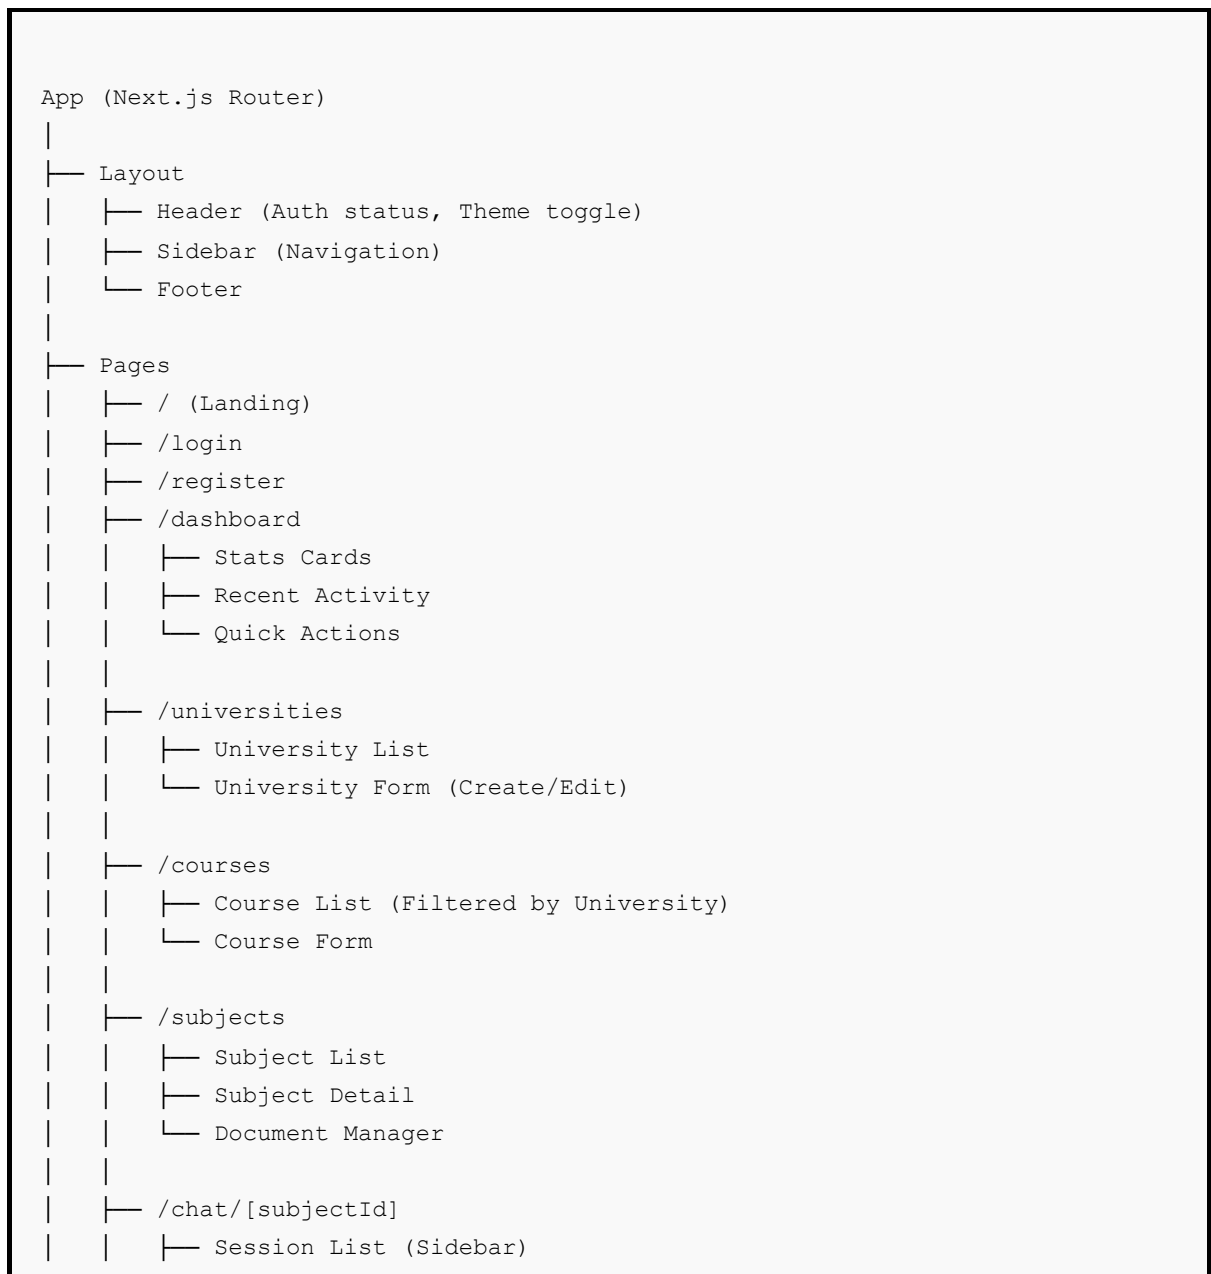 App (Next.js Router)
│
├── Layout
│   ├── Header (Auth status, Theme toggle)
│   ├── Sidebar (Navigation)
│   └── Footer
│
├── Pages
│   ├── / (Landing)
│   ├── /login
│   ├── /register
│   ├── /dashboard
│   │   ├── Stats Cards
│   │   ├── Recent Activity
│   │   └── Quick Actions
│   │
│   ├── /universities
│   │   ├── University List
│   │   └── University Form (Create/Edit)
│   │
│   ├── /courses
│   │   ├── Course List (Filtered by University)
│   │   └── Course Form
│   │
│   ├── /subjects
│   │   ├── Subject List
│   │   ├── Subject Detail
│   │   └── Document Manager
│   │
│   ├── /chat/[subjectId]
│   │   ├── Session List (Sidebar)